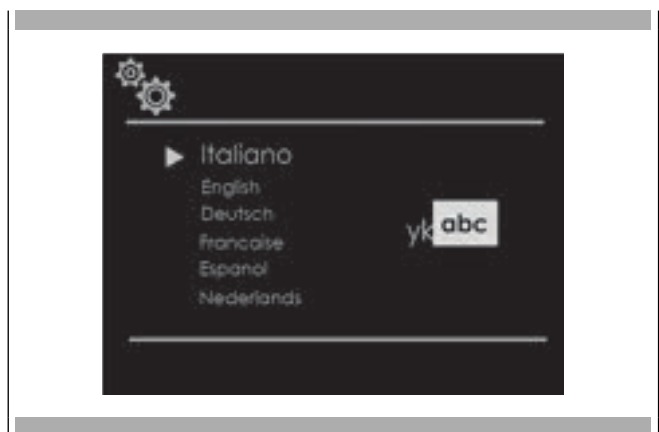 Italiano
English
Deutsch
Francaise
Espanol
Nederlands
yk abc